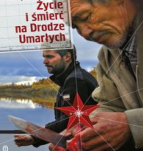 Życie
i śmierć
na Drodze
Umarłych